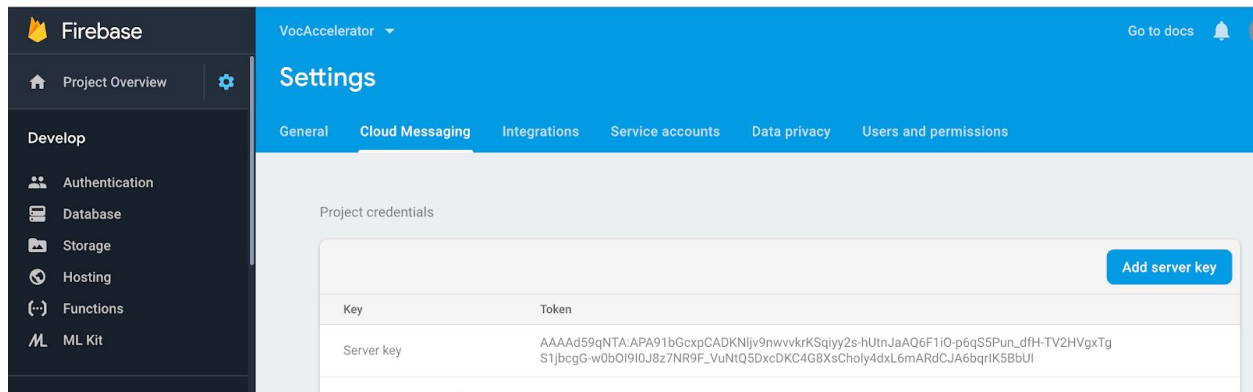 Firebase
VocAccelerator
Go to docs
Project Overview
Settings
General Cloud Messaging Integrations Service accounts Data privacy Users and permissions
Develop
Authentication
Database
Storage
Hosting
Functions
ML Kit
Project credentials
Add server key
Key Token
Server key
AAAAd59qNTA:APA91bGcxpCADKNljv9nwvvkrKSqiyy2s-hUtnJaAQ6F1iO-p6qS5Pun_dfH-TV2HVgxTg
S1jbcgG-w0bOI9I0J8z7NR9F_VuNtQ5DxcDKC4G8XsCholy4dxL6mARdCJA6bqrIK5BbUI